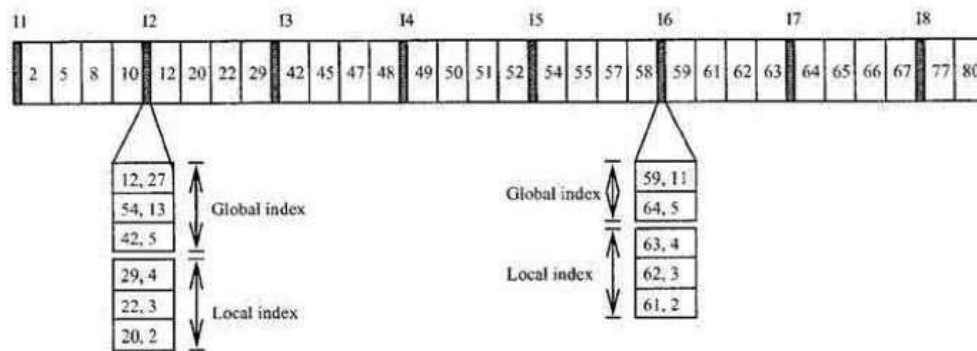 I1 I2 I3 I4 I5 I6 I7 I8
2 5 8 10 12 20 22 29 42 45 47 48 49 50 51 52 54 55 57 58 59 61 62 63 64 65 66 67 77 80
12, 27
54, 13
42, 5
Global index
29, 4
22, 3
20, 2
Local index
59, 11
64, 5
Global index
63, 4
62, 3
61, 2
Local index